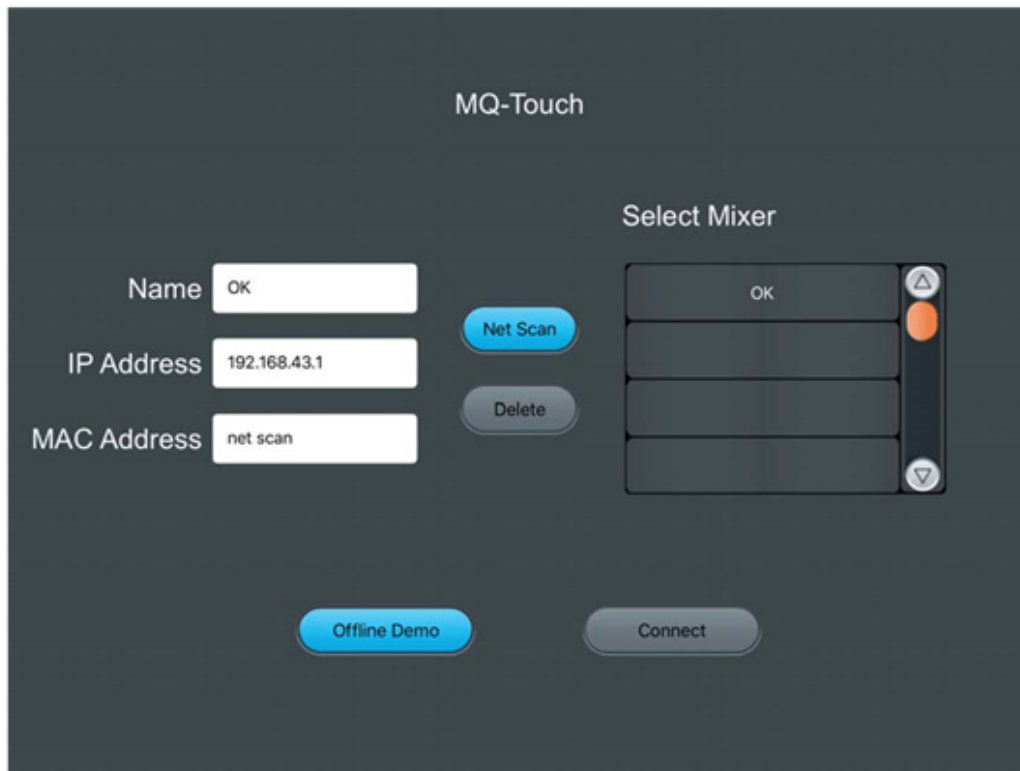 MQ-Touch
Select Mixer
Name OK
IP Address 192.168.43.1
MAC Address net scan
Net Scan
Delete
OK
Offline Demo
Connect